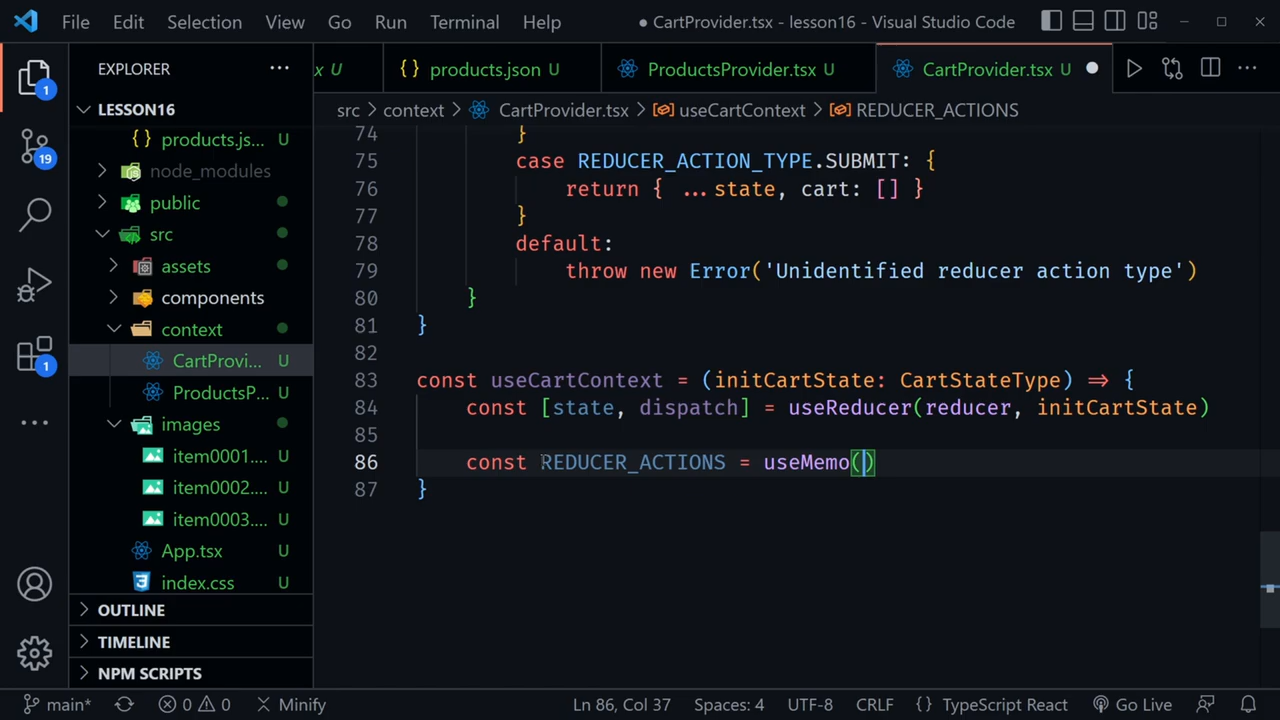 File Edit Selection View Go Run Terminal Help ● CartProvider.tsx - lesson16 - Visual Studio Code
EXPLORER ···
x U products.json U ProductsProvider.tsx U CartProvider.tsx U
LESSON16
src > context > CartProvider.tsx > useCartContext > REDUCER_ACTIONS
products.js... U
node_modules
public
src
assets
components
context
CartProvi... U
ProductsP... U
images
item0001.... U
item0002.... U
item0003.... U
App.tsx U
index.css U
OUTLINE
TIMELINE
NPM SCRIPTS
1
19
1
74 }
75 case REDUCER_ACTION_TYPE.SUBMIT: {
76 return { ...state, cart: [] }
77 }
78 default:
79 throw new Error('Unidentified reducer action type')
80 }
81 }
82
83 const useCartContext = (initCartState: CartStateType) => {
84 const [state, dispatch] = useReducer(reducer, initCartState)
85
86 const REDUCER_ACTIONS = useMemo()
87 }
main* 0 0 Minify Ln 86, Col 37 Spaces: 4 UTF-8 CRLF {} TypeScript React Go Live